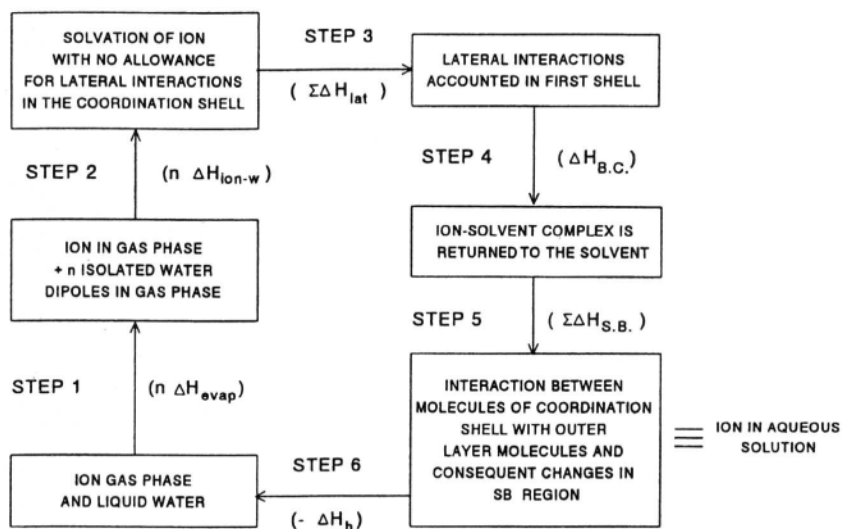 SOLVATION OF ION
WITH NO ALLOWANCE
FOR LATERAL INTERACTIONS
IN THE COORDINATION SHELL
STEP 3
( ΣΔH_lat )
LATERAL INTERACTIONS
ACCOUNTED IN FIRST SHELL
STEP 2
(n ΔH_ion-w)
STEP 4
(ΔH_B.C.)
ION IN GAS PHASE
+ n ISOLATED WATER
DIPOLES IN GAS PHASE
ION-SOLVENT COMPLEX IS
RETURNED TO THE SOLVENT
STEP 1
(n ΔH_evap)
STEP 5
( ΣΔH_S.B. )
INTERACTION BETWEEN
MOLECULES OF COORDINATION
SHELL WITH OUTER
LAYER MOLECULES AND
CONSEQUENT CHANGES IN
SB REGION
≡ ION IN AQUEOUS
SOLUTION
ION GAS PHASE
AND LIQUID WATER
STEP 6
(- ΔH_h)